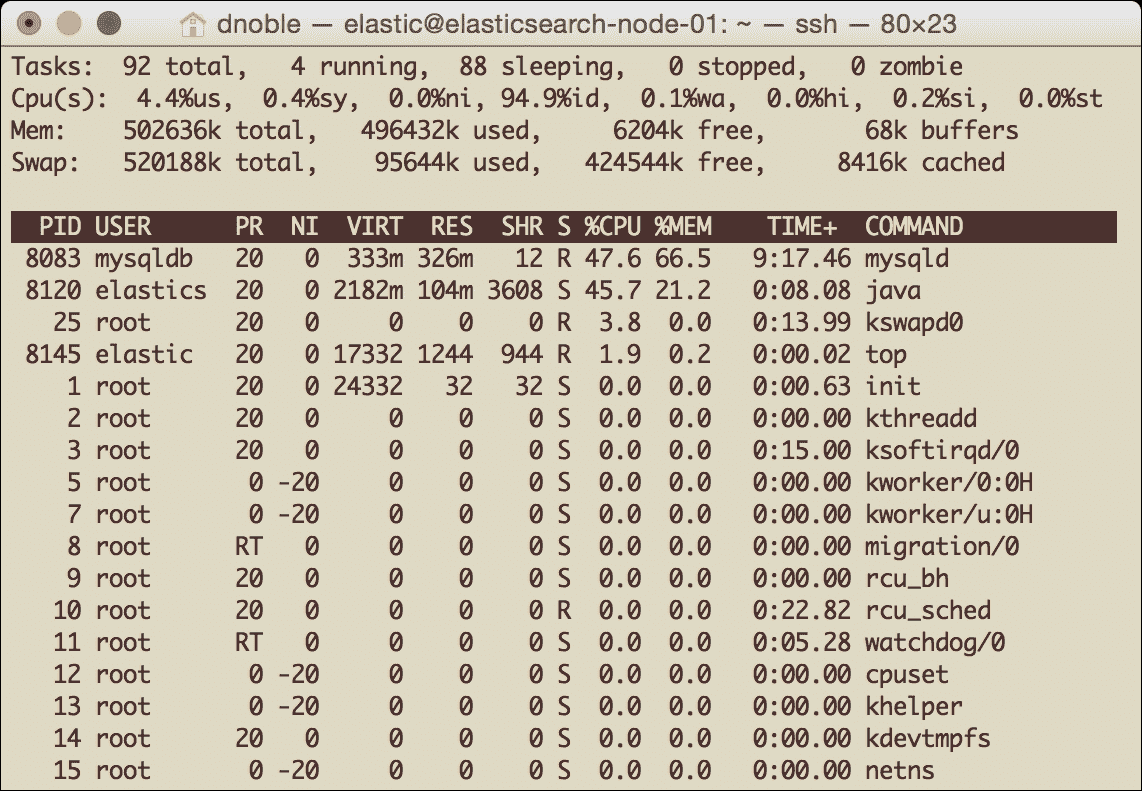 dnoble — elastic@elasticsearch-node-01: ~ — ssh — 80×23
Tasks:  92 total,   4 running,  88 sleeping,   0 stopped,   0 zombie
Cpu(s):  4.4%us,  0.4%sy,  0.0%ni, 94.9%id,  0.1%wa,  0.0%hi,  0.2%si,  0.0%st
Mem:    502636k total,   496432k used,     6204k free,       68k buffers
Swap:   520188k total,    95644k used,   424544k free,     8416k cached
  PID USER      PR  NI  VIRT  RES  SHR S %CPU %MEM    TIME+  COMMAND
 8083 mysqldb   20   0  333m 326m   12 R 47.6 66.5   9:17.46 mysqld
 8120 elastics  20   0 2182m 104m 3608 S 45.7 21.2   0:08.08 java
   25 root      20   0     0    0    0 R  3.8  0.0   0:13.99 kswapd0
 8145 elastic   20   0 17332 1244  944 R  1.9  0.2   0:00.02 top
    1 root      20   0 24332   32   32 S  0.0  0.0   0:00.63 init
    2 root      20   0     0    0    0 S  0.0  0.0   0:00.00 kthreadd
    3 root      20   0     0    0    0 S  0.0  0.0   0:15.00 ksoftirqd/0
    5 root       0 -20     0    0    0 S  0.0  0.0   0:00.00 kworker/0:0H
    7 root       0 -20     0    0    0 S  0.0  0.0   0:00.00 kworker/u:0H
    8 root      RT   0     0    0    0 S  0.0  0.0   0:00.00 migration/0
    9 root      20   0     0    0    0 S  0.0  0.0   0:00.00 rcu_bh
   10 root      20   0     0    0    0 R  0.0  0.0   0:22.82 rcu_sched
   11 root      RT   0     0    0    0 S  0.0  0.0   0:05.28 watchdog/0
   12 root       0 -20     0    0    0 S  0.0  0.0   0:00.00 cpuset
   13 root       0 -20     0    0    0 S  0.0  0.0   0:00.00 khelper
   14 root      20   0     0    0    0 S  0.0  0.0   0:00.00 kdevtmpfs
   15 root       0 -20     0    0    0 S  0.0  0.0   0:00.00 netns